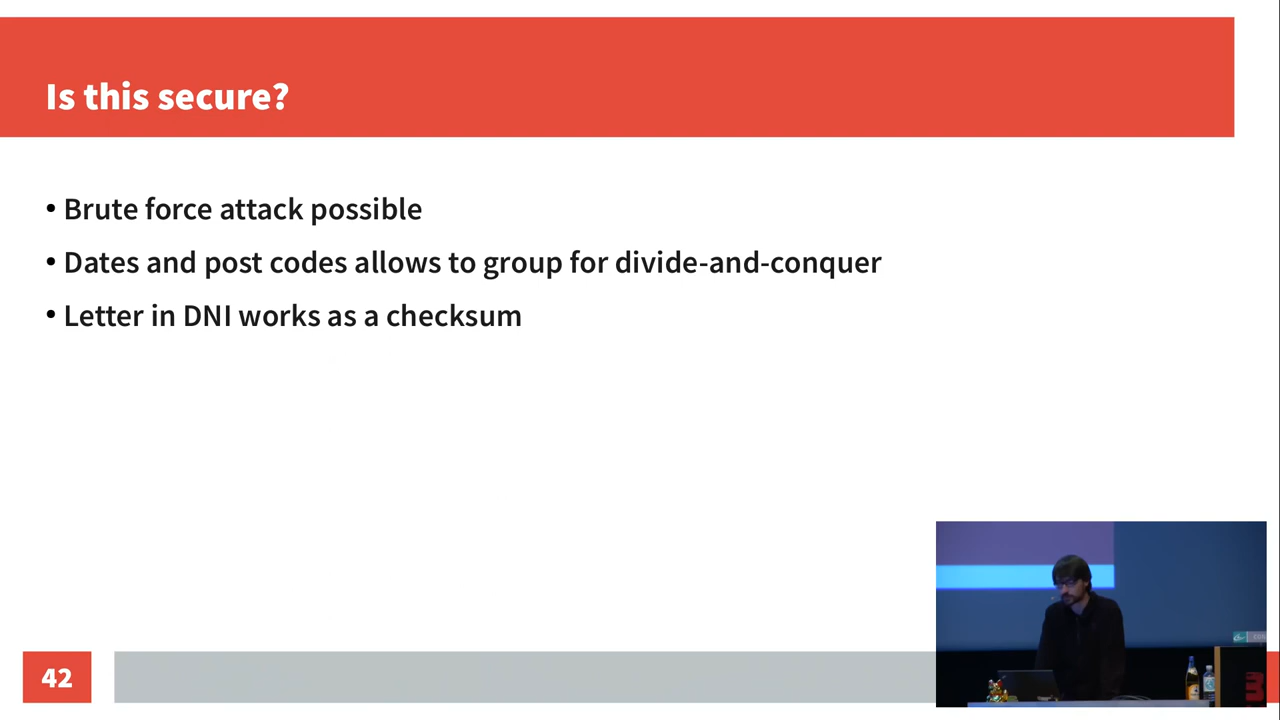 Is this secure?
• Brute force attack possible
• Dates and post codes allows to group for divide-and-conquer
• Letter in DNI works as a checksum
42